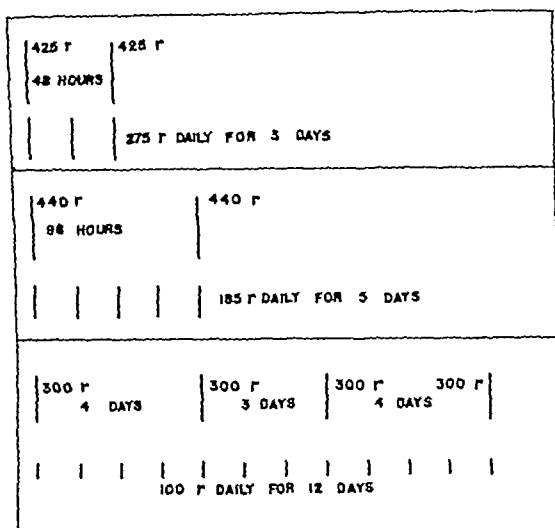 425 r 425 r
48 HOURS
275 r DAILY FOR 3 DAYS
440 r 440 r
96 HOURS
185 r DAILY FOR 5 DAYS
300 r 300 r 300 r 300 r
4 DAYS 3 DAYS 4 DAYS
100 r DAILY FOR 12 DAYS